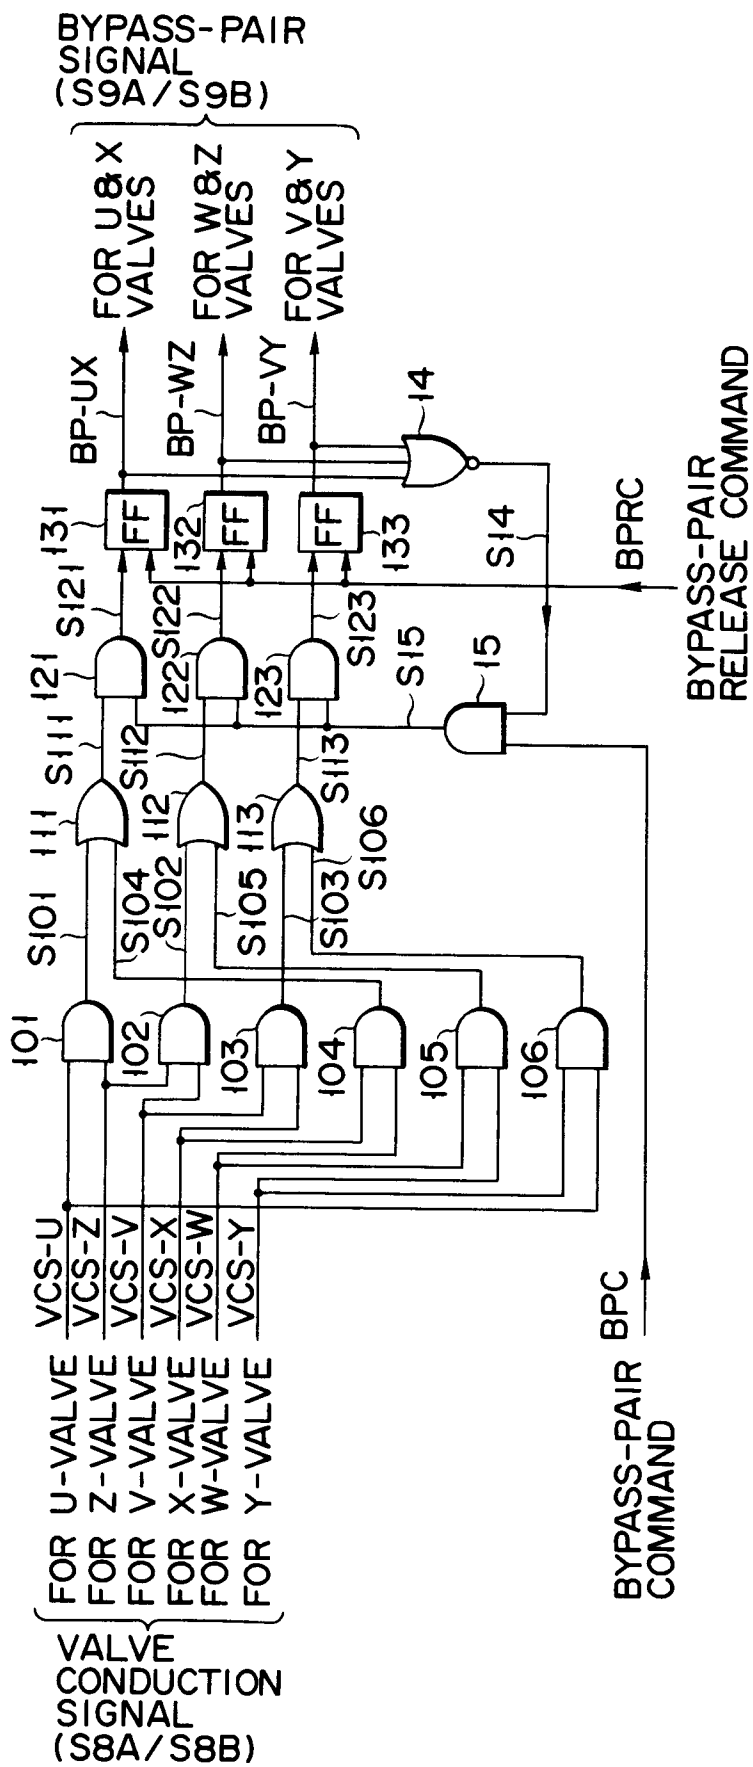 VALVE
CONDUCTION
SIGNAL
(S8A/S8B)
FOR U-VALVE
FOR Z-VALVE
FOR V-VALVE
FOR X-VALVE
FOR W-VALVE
FOR Y-VALVE
VCS-U
VCS-Z
VCS-V
VCS-X
VCS-W
VCS-Y
101
102
103
104
105
106
S101
S104
S102
S105
S103
S106
111
112
113
S111
S112
S113
121
122
123
S121
S122
S123
131
FF
132
FF
133
FF
BP-UX
BP-WZ
BP-VY
FOR U&X
VALVES
FOR W&Z
VALVES
FOR V&Y
VALVES
BYPASS-PAIR
SIGNAL
(S9A/S9B)
14
S14
15
S15
BYPASS-PAIR
COMMAND
BPC
BPRC
BYPASS-PAIR
RELEASE COMMAND